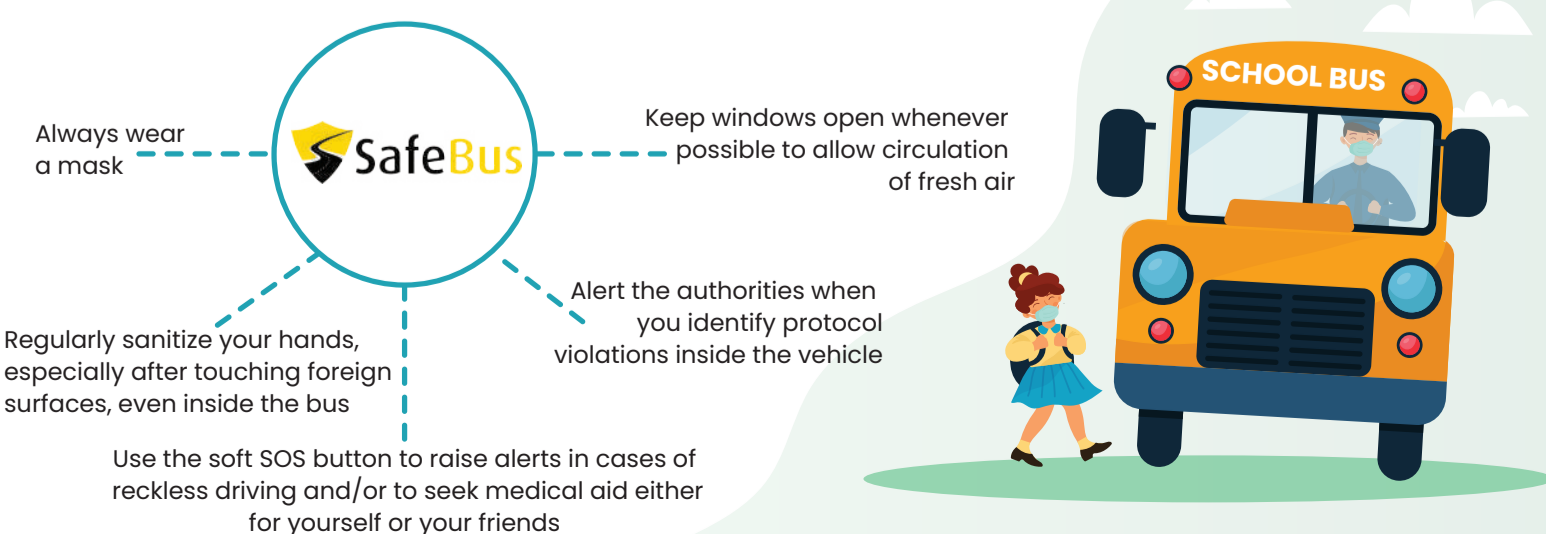 Always wear
a mask
SafeBus
Keep windows open whenever
possible to allow circulation
of fresh air
Regularly sanitize your hands,
especially after touching foreign
surfaces, even inside the bus
Alert the authorities when
you identify protocol
violations inside the vehicle
Use the soft SOS button to raise alerts in cases of
reckless driving and/or to seek medical aid either
for yourself or your friends
SCHOOL BUS